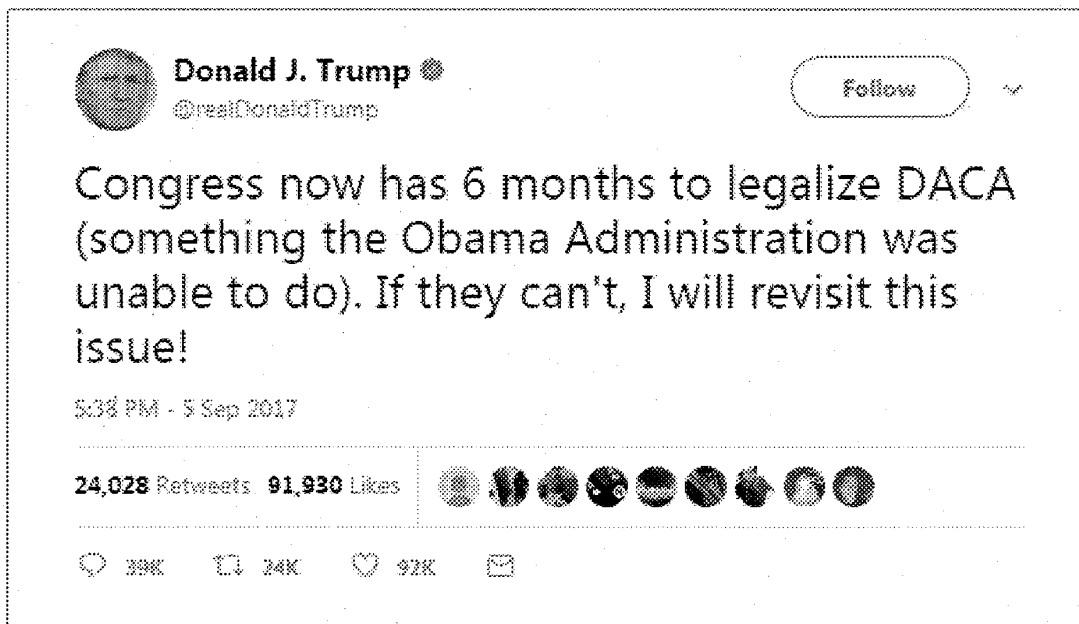 Donald J. Trump
@realDonaldTrump
Follow
Congress now has 6 months to legalize DACA
(something the Obama Administration was
unable to do). If they can't, I will revisit this
issue!
5:38 PM - 5 Sep 2017
24,028 Retweets 91,930 Likes
39K 24K 92K